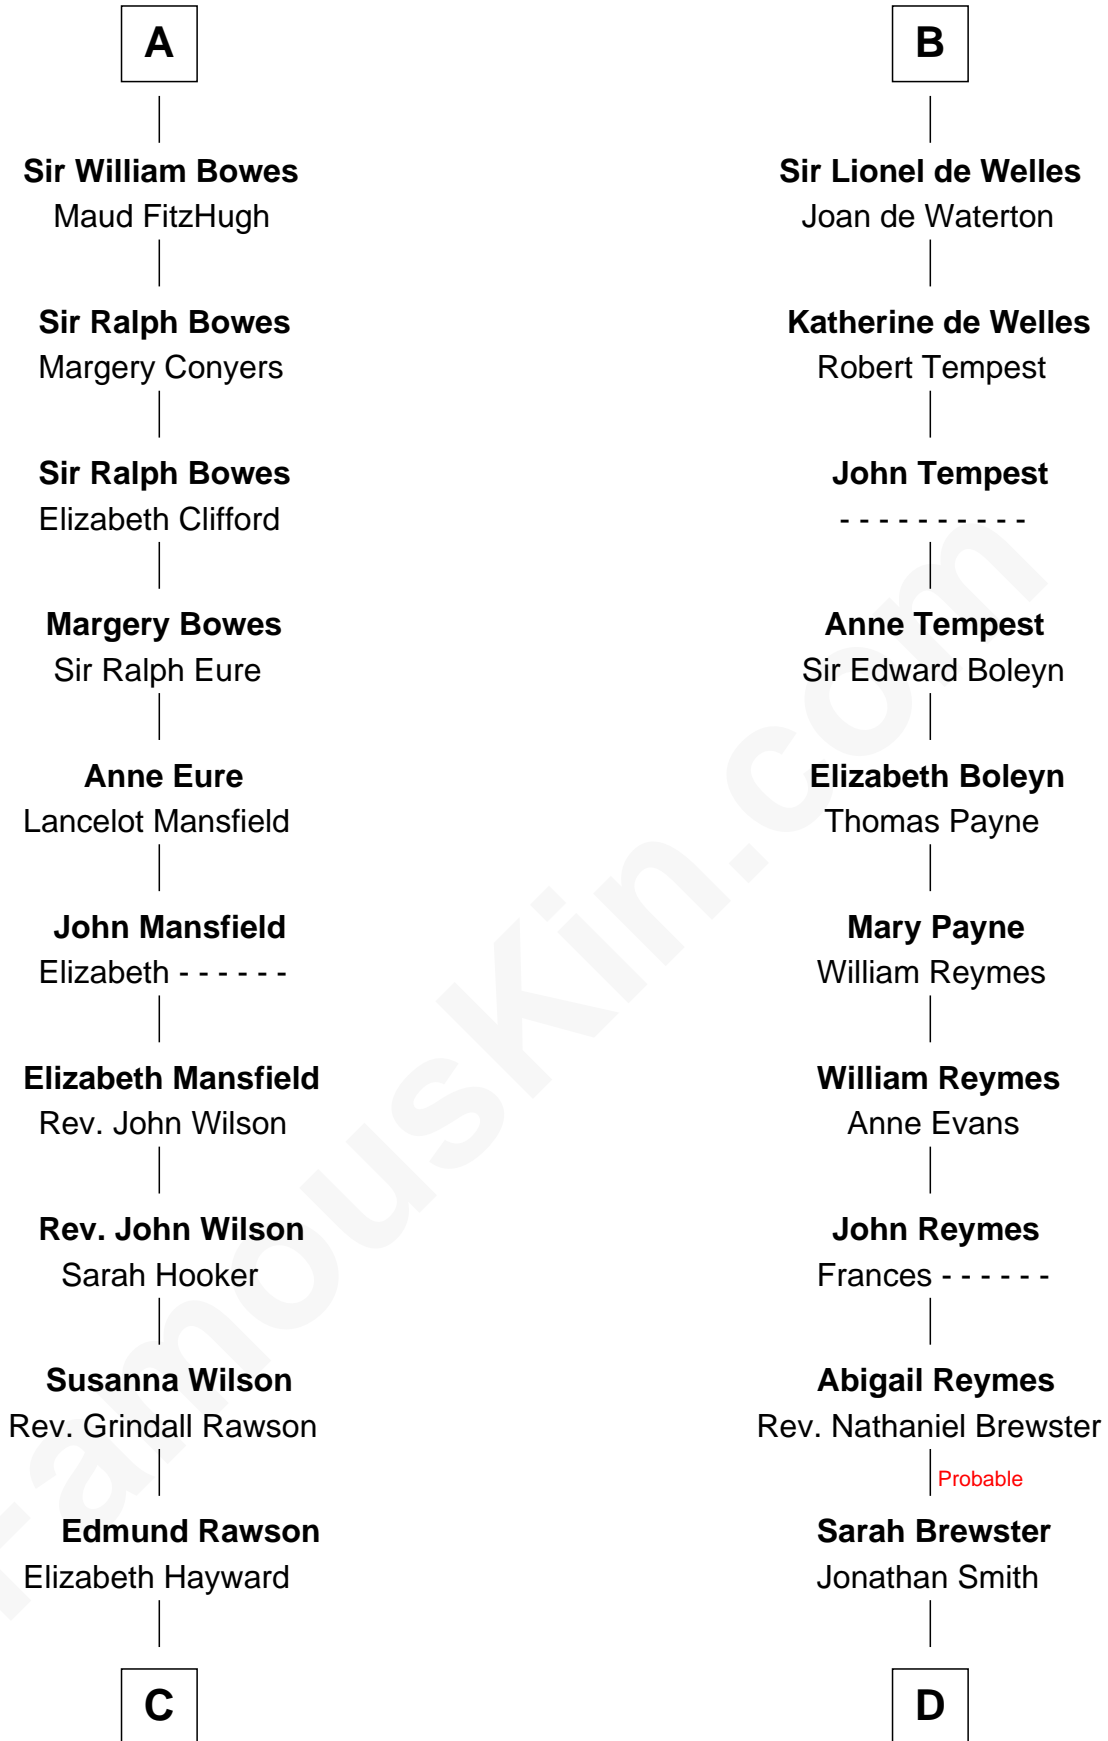 A
Sir William Bowes
Maud FitzHugh
Sir Ralph Bowes
Margery Conyers
Sir Ralph Bowes
Elizabeth Clifford
Margery Bowes
Sir Ralph Eure
Anne Eure
Lancelot Mansfield
John Mansfield
Elizabeth - - - - - -
Elizabeth Mansfield
Rev. John Wilson
Rev. John Wilson
Sarah Hooker
Susanna Wilson
Rev. Grindall Rawson
Edmund Rawson
Elizabeth Hayward
C
B
Sir Lionel de Welles
Joan de Waterton
Katherine de Welles
Robert Tempest
John Tempest
- - - - - - - - - -
Anne Tempest
Sir Edward Boleyn
Elizabeth Boleyn
Thomas Payne
Mary Payne
William Reymes
William Reymes
Anne Evans
John Reymes
Frances - - - - - -
Abigail Reymes
Rev. Nathaniel Brewster
Probable
Sarah Brewster
Jonathan Smith
D
FamousKin.com